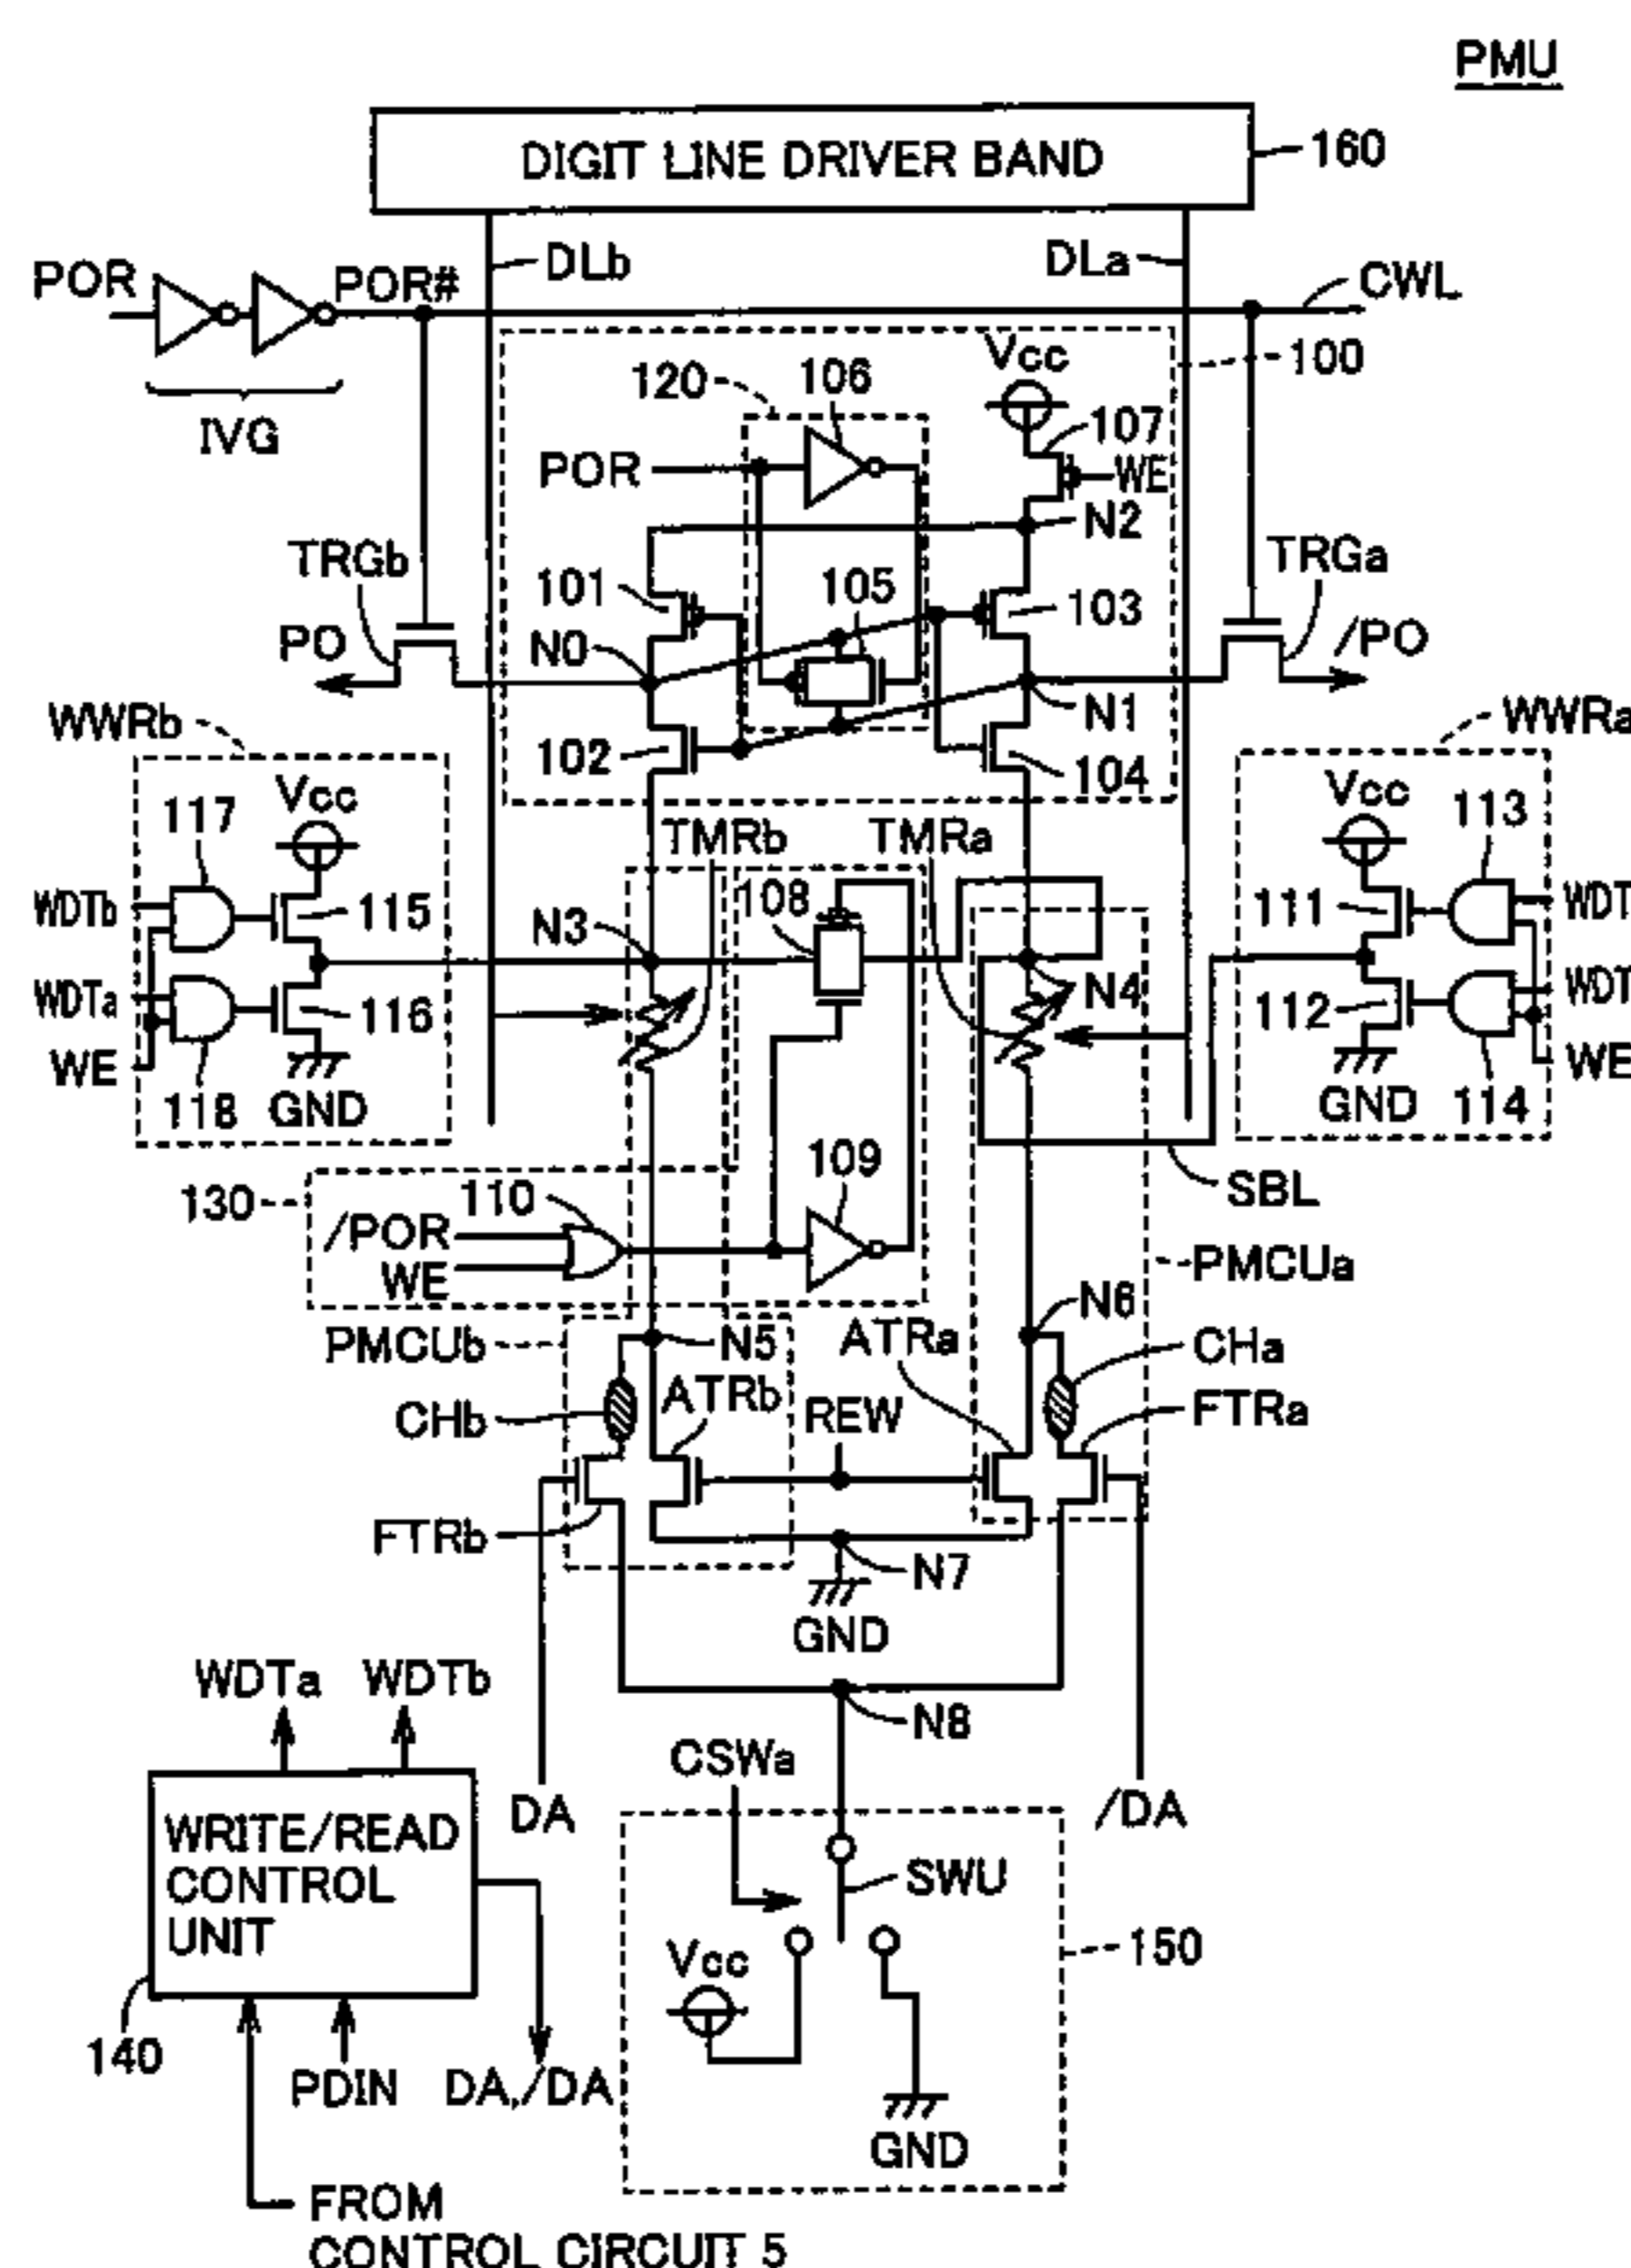 PMU
DIGIT LINE DRIVER BAND
160
DLb
DLa
POR
POR#
CWL
IVG
120
106
Vcc
100
107
POR
WE
N2
TRGb
TRGa
101
105
103
PO
N0
/PO
N1
WWRb
WWRa
102
104
Vcc
117
TMRb
TMRa
Vcc
113
WDTb
115
N3
108
111
WDT
WDTa
116
N4
112
WDT
WE
WE
118
GND
109
GND
114
130
110
SBL
/POR
WE
PMCUa
N6
PMCUb
N5
ATRa
CHa
CHb
ATRb
REW
FTRa
FTRb
N7
GND
WDTa
WDTb
N8
CSWa
DA
/DA
WRITE/READ
CONTROL
UNIT
SWU
Vcc
150
140
PDIN
DA,/DA
GND
FROM
CONTROL CIRCUIT 5